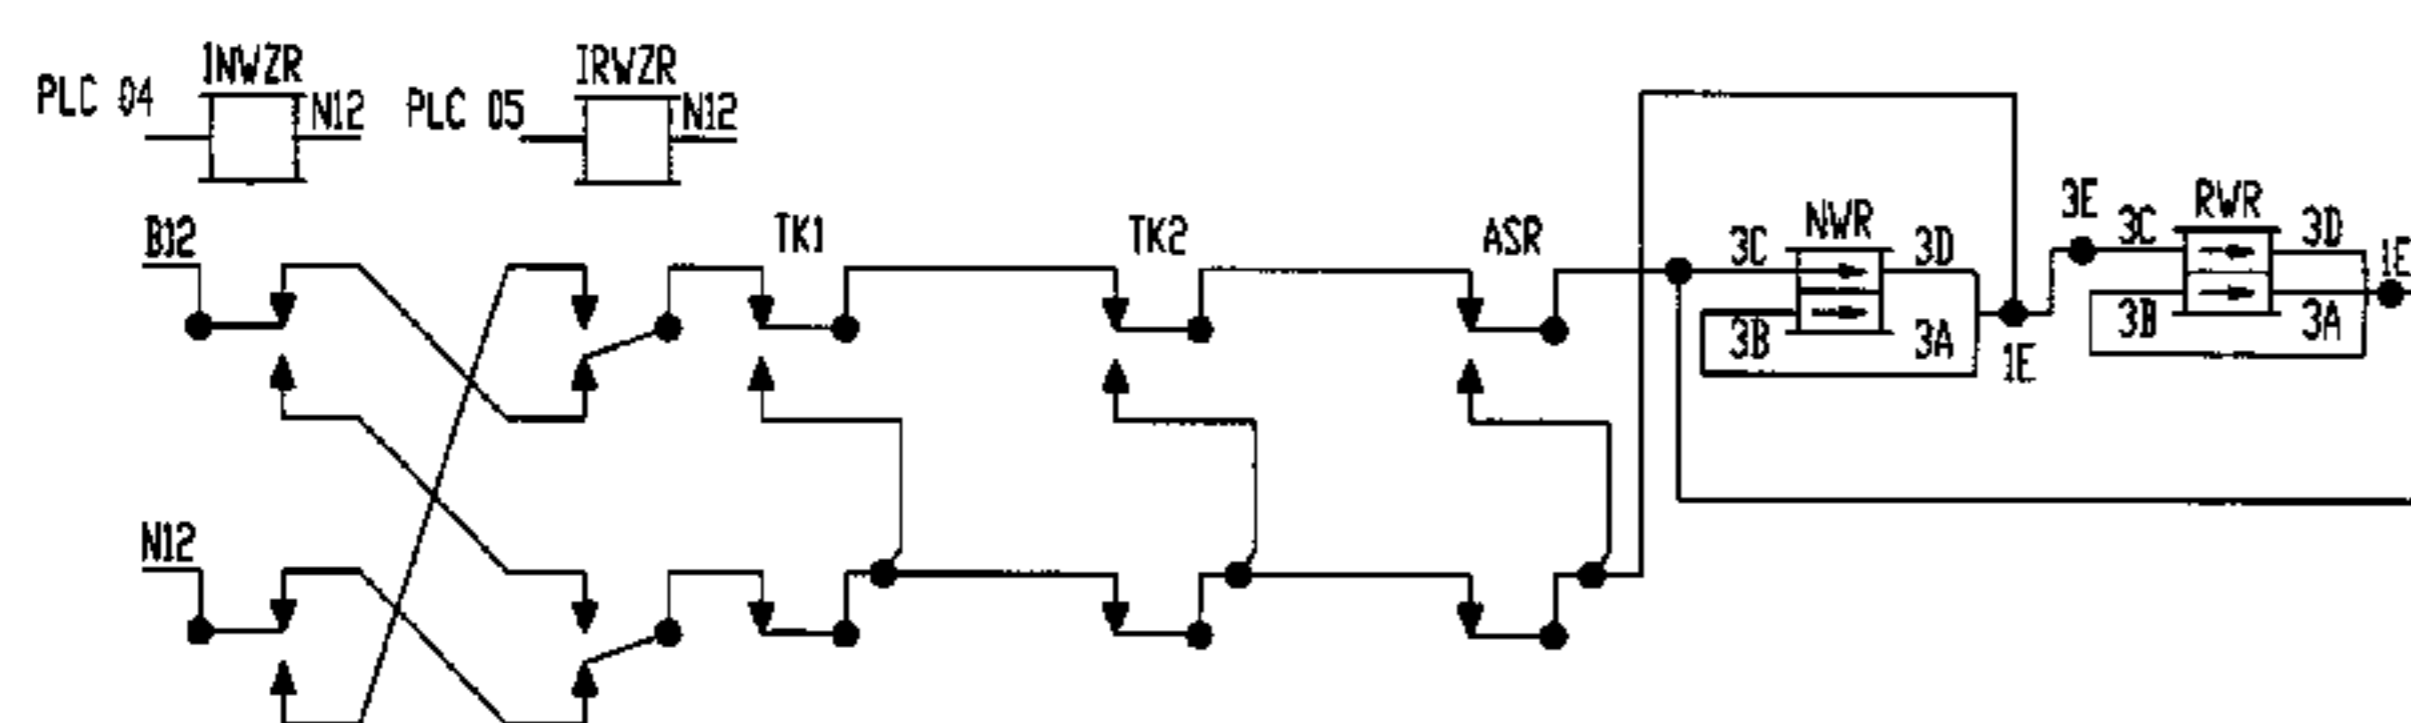 1NWZR
IRWZR
PLC 04
N12
PLC 05
N12
B12
TK1
TK2
ASR
3C
NWR
3D
3E
3C
RWR
3D
1E
3B
3A
1E
3B
3A
N12